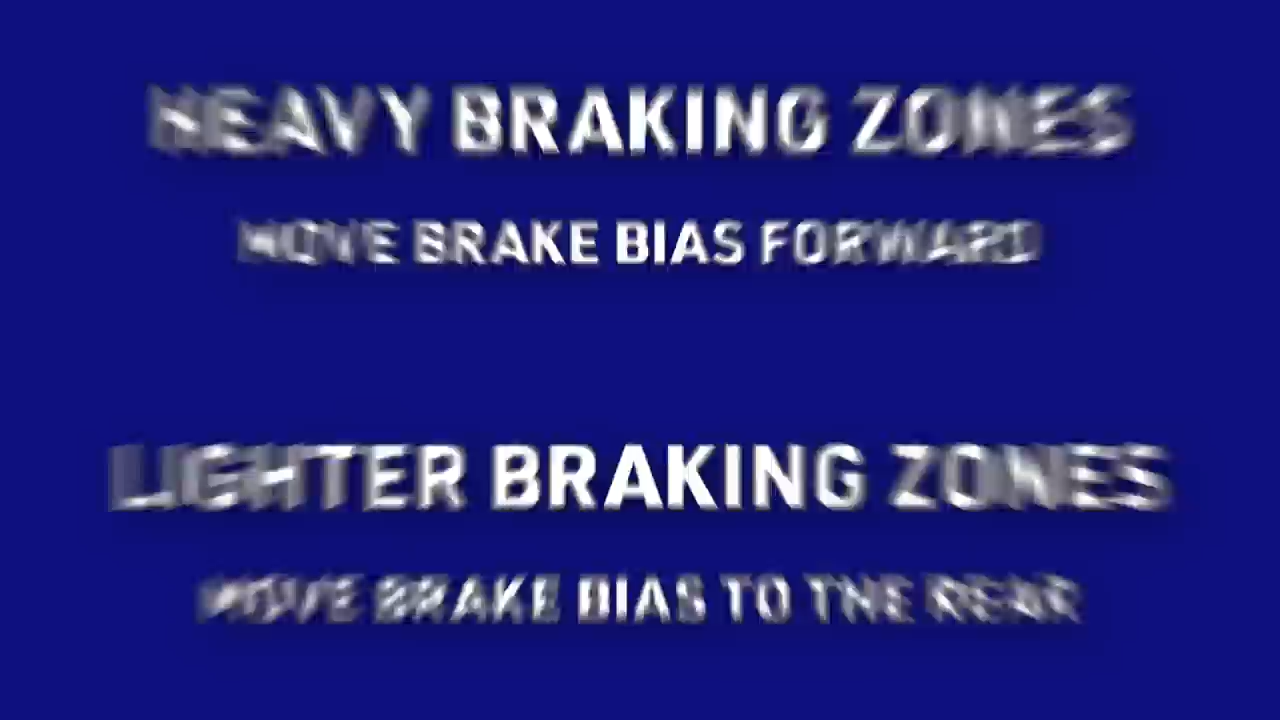 HEAVY BRAKING ZONES
MOVE BRAKE BIAS FORWARD
LIGHTER BRAKING ZONES
MOVE BRAKE BIAS TO THE REAR